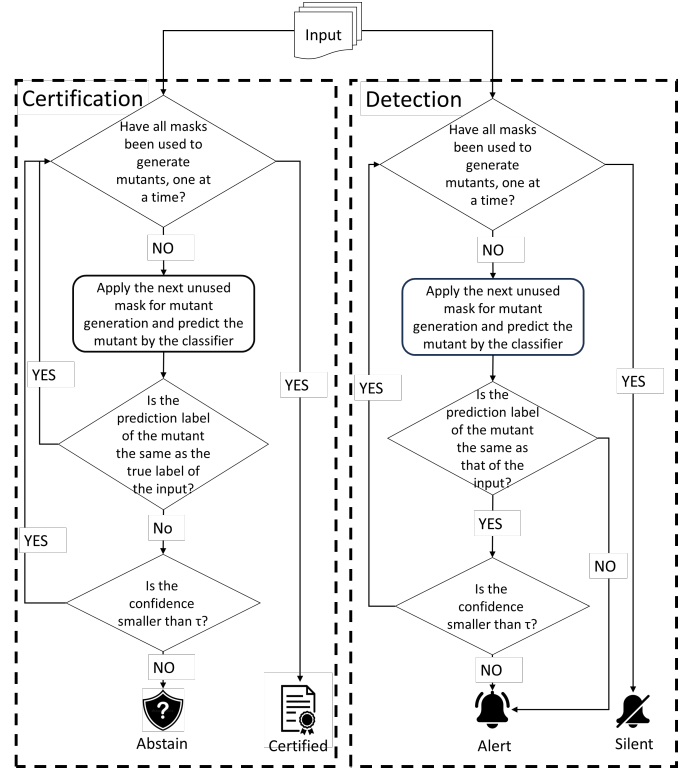 Input
Certification
Have all masks
been used to
generate
mutants, one at
a time?
NO
Apply the next unused
mask for mutant
generation and predict the
mutant by the classifier
YES
YES
Is the
prediction label
of the mutant
the same as the
true label of
the input?
No
YES
Is the
confidence
smaller than τ?
NO
?
Abstain
Certified
Detection
Have all masks
been used to
generate
mutants, one at
a time?
NO
Apply the next unused
mask for mutant
generation and predict the
mutant by the classifier
YES
YES
Is the
prediction label
of the mutant
the same as
that of the
input?
YES
NO
Is the
confidence
smaller than τ?
NO
Alert
Silent